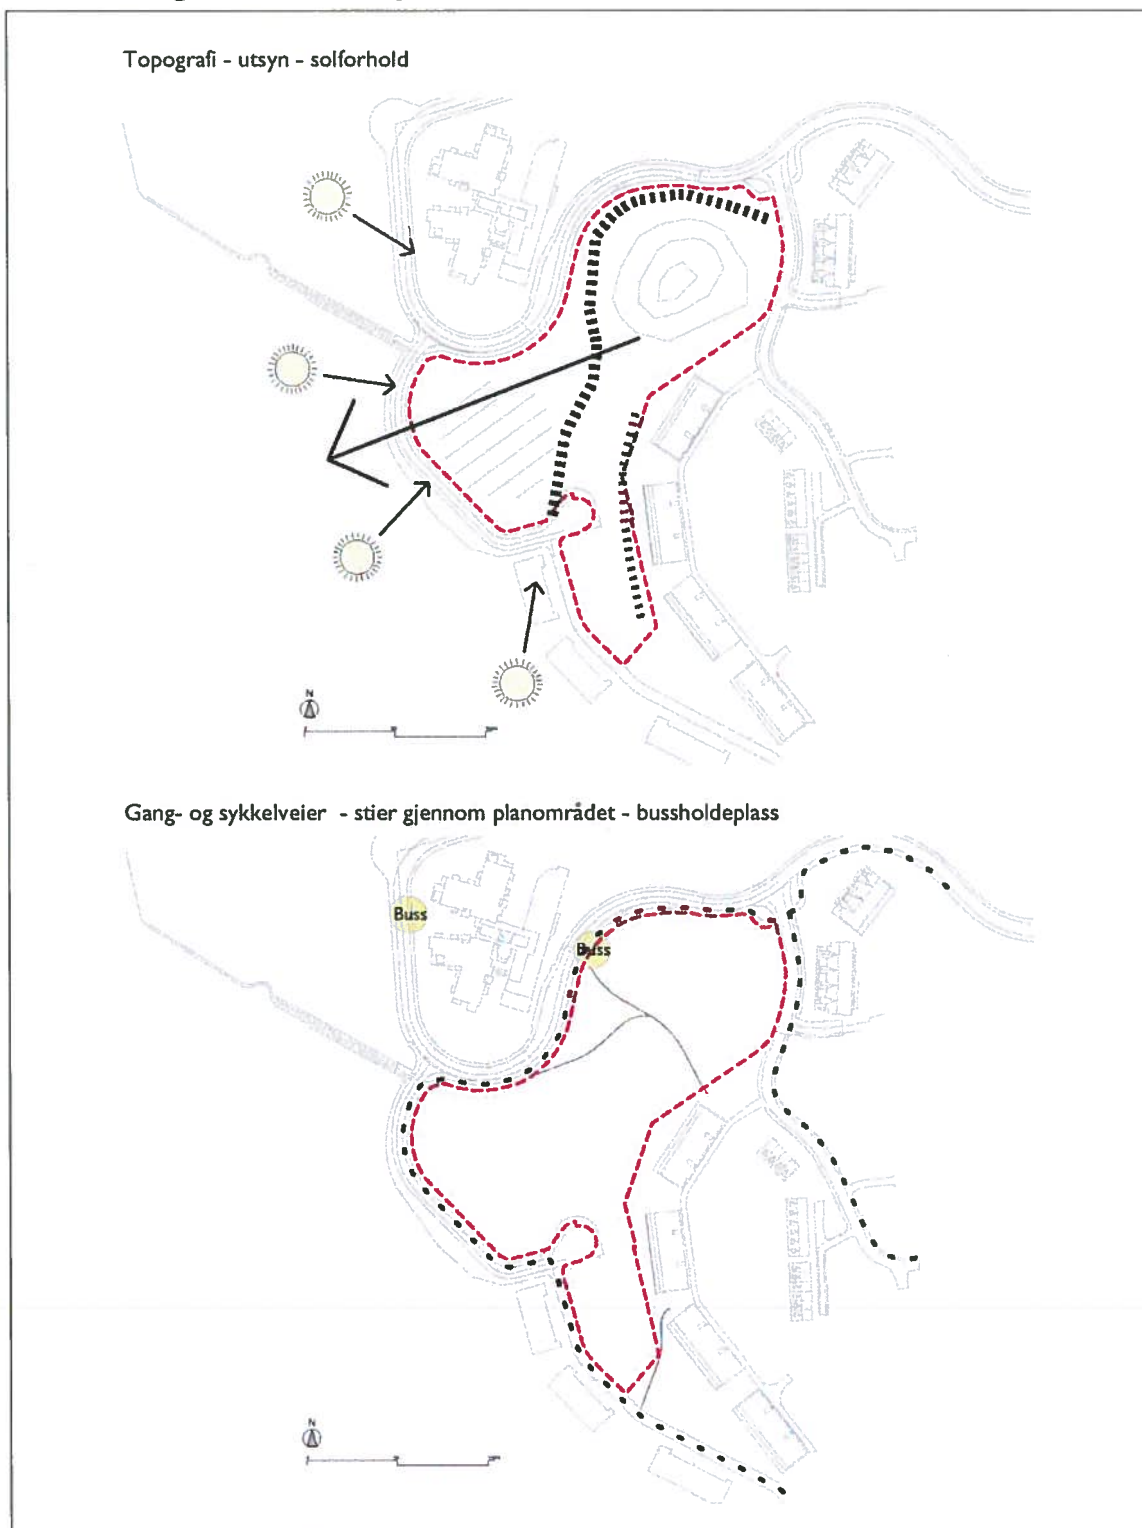 Topografi - utsyn - solforhold
N
Gang- og sykkelveier - stier gjennom planområdet - bussholdeplass
Buss
Buss
N